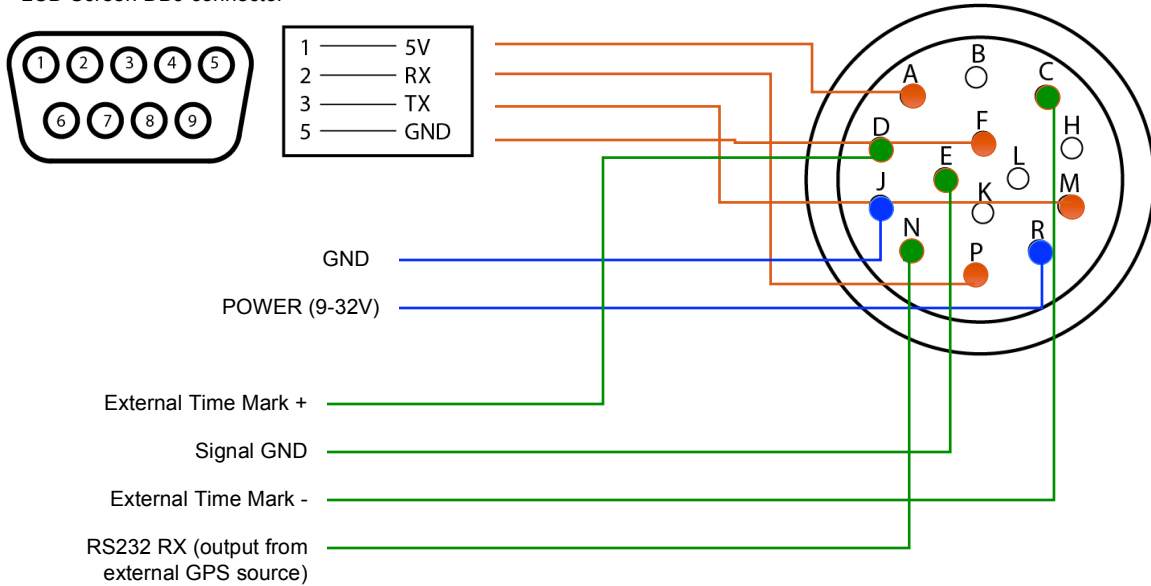 1 2 3 4 5
6 7 8 9
1 5V
2 RX
3 TX
5 GND
A B C
D F H
E L
J K M
N P R
GND
POWER (9-32V)
External Time Mark +
Signal GND
External Time Mark -
RS232 RX (output from
external GPS source)